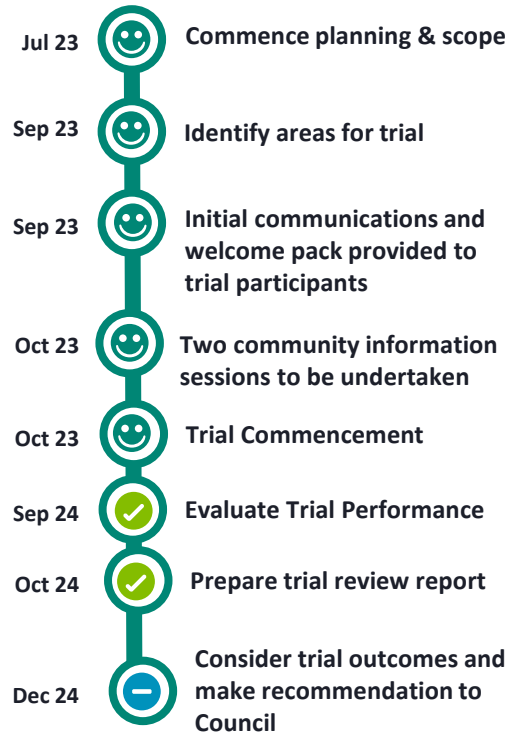 Jul 23
Commence planning & scope
Sep 23
Identify areas for trial
Sep 23
Initial communications and
welcome pack provided to
trial participants
Oct 23
Two community information
sessions to be undertaken
Oct 23
Trial Commencement
Sep 24
Evaluate Trial Performance
Oct 24
Prepare trial review report
Dec 24
Consider trial outcomes and
make recommendation to
Council